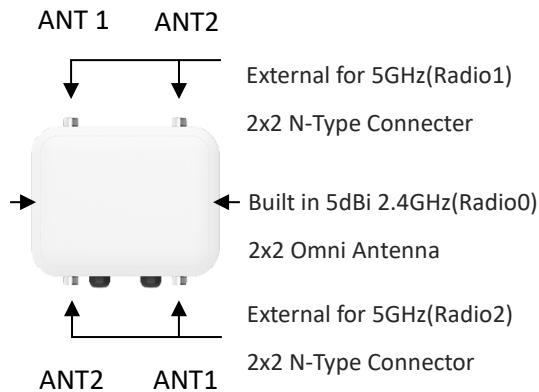 ANT 1 ANT2
External for 5GHz(Radio1)
2x2 N-Type Connecter
Built in 5dBi 2.4GHz(Radio0)
2x2 Omni Antenna
External for 5GHz(Radio2)
2x2 N-Type Connector
ANT2 ANT1